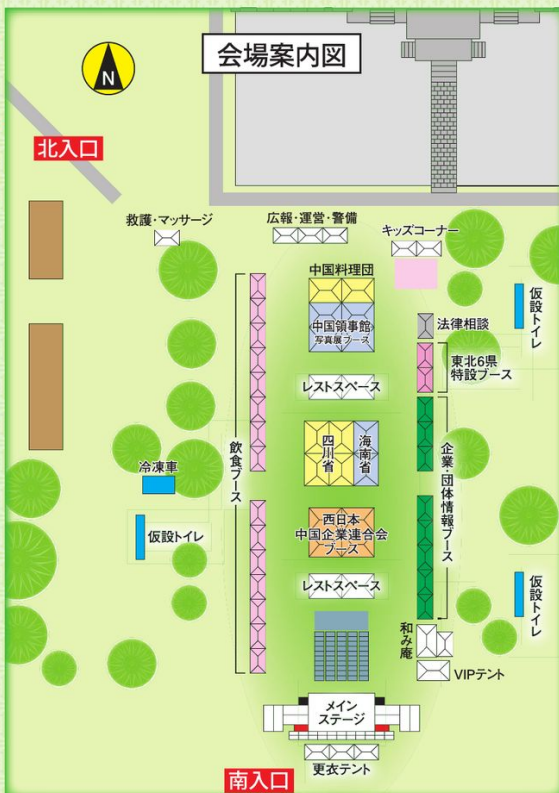 会場案内図
N
北入口
救護・マッサージ
広報・運営・警備
キッズコーナー
中国料理団
中国領事館
写真展ブース
法律相談
仮設トイレ
東北6県
特設ブース
レストスペース
飲食ブース
四川省
海南省
企業・団体情報ブース
冷凍車
仮設トイレ
西日本
中国企業連合会
ブース
レストスペース
仮設トイレ
和み庵
VIPテント
メイン
ステージ
更衣テント
南入口